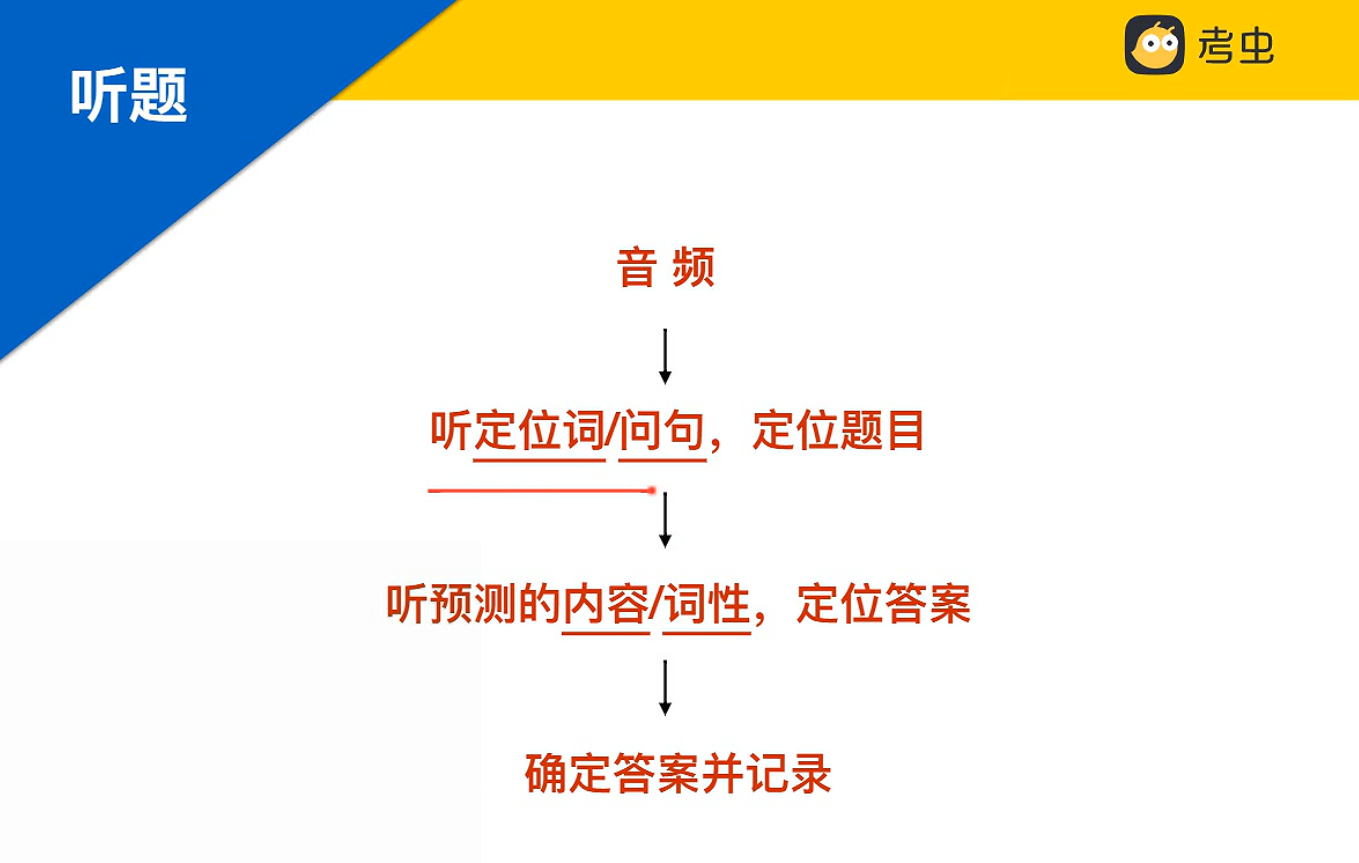 听题
考虫
音 频
听定位词/问句，定位题目
听预测的内容/词性，定位答案
确定答案并记录